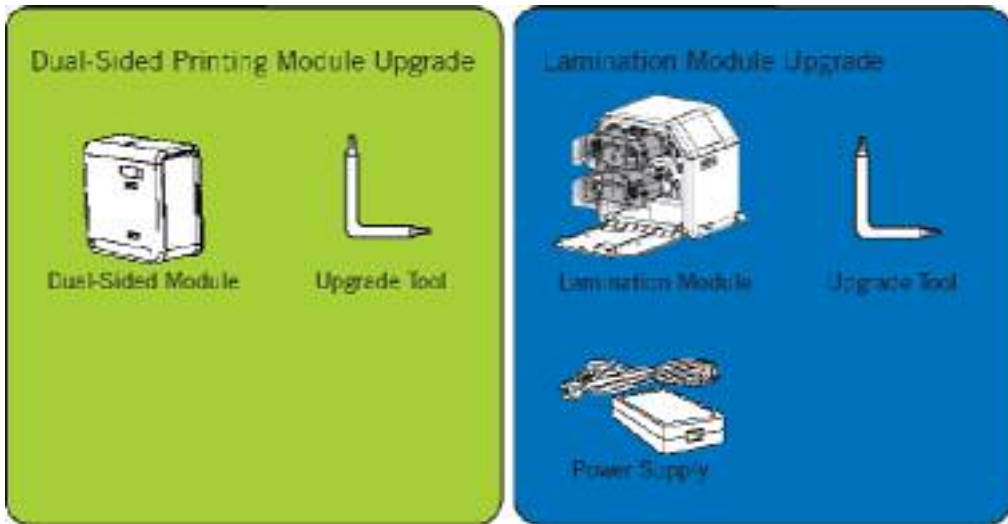 Dual-Sided Printing Module Upgrade
Dual-Sided Module
Upgrade Tool
Lamination Module Upgrade
Lamination Module
Upgrade Tool
Power Supply